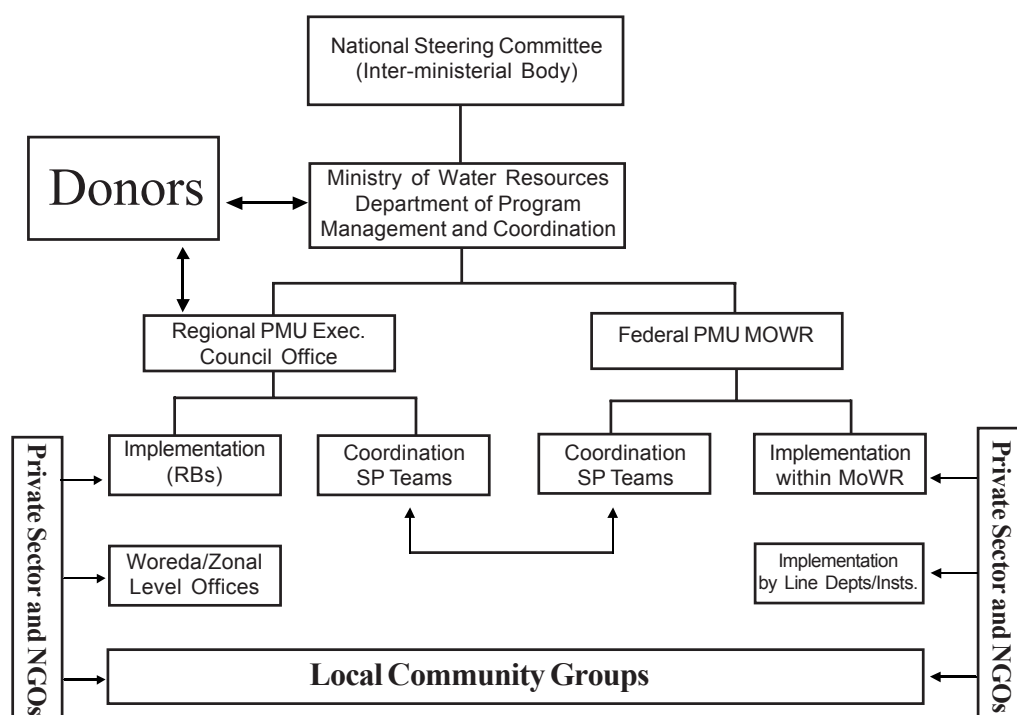 National Steering Committee
(Inter-ministerial Body)
Donors
Ministry of Water Resources
Department of Program
Management and Coordination
Regional PMU Exec.
Council Office
Federal PMU MOWR
Private Sector and NGOs
Implementation
(RBs)
Coordination
SP Teams
Coordination
SP Teams
Implementation
within MoWR
Private Sector and NGOs
Woreda/Zonal
Level Offices
Implementation
by Line Depts/Insts.
Local Community Groups